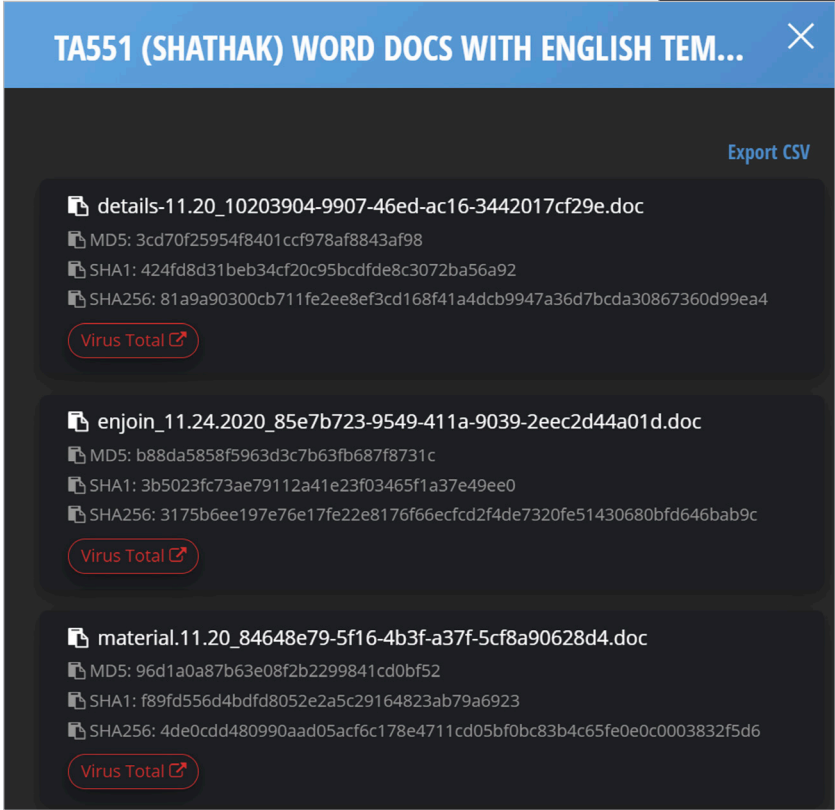 TA551 (SHATHAK) WORD DOCS WITH ENGLISH TEM...
Export CSV
details-11.20_10203904-9907-46ed-ac16-3442017cf29e.doc
MD5: 3cd70f25954f8401ccf978af8843af98
SHA1: 424fd8d31beb34cf20c95bcdfde8c3072ba56a92
SHA256: 81a9a90300cb711fe2ee8ef3cd168f41a4dcb9947a36d7bcda30867360d99ea4
Virus Total
enjoin_11.24.2020_85e7b723-9549-411a-9039-2eec2d44a01d.doc
MD5: b88da5858f5963d3c7b63fb687f8731c
SHA1: 3b5023fc73ae79112a41e23f03465f1a37e49ee0
SHA256: 3175b6ee197e76e17fe22e8176f66ecfcd2f4de7320fe51430680bfd646bab9c
Virus Total
material.11.20_84648e79-5f16-4b3f-a37f-5cf8a90628d4.doc
MD5: 96d1a0a87b63e08f2b2299841cd0bf52
SHA1: f89fd556d4bdfd8052e2a5c29164823ab79a6923
SHA256: 4de0cdd480990aad05acf6c178e4711cd05bf0bc83b4c65fe0e0c0003832f5d6
Virus Total